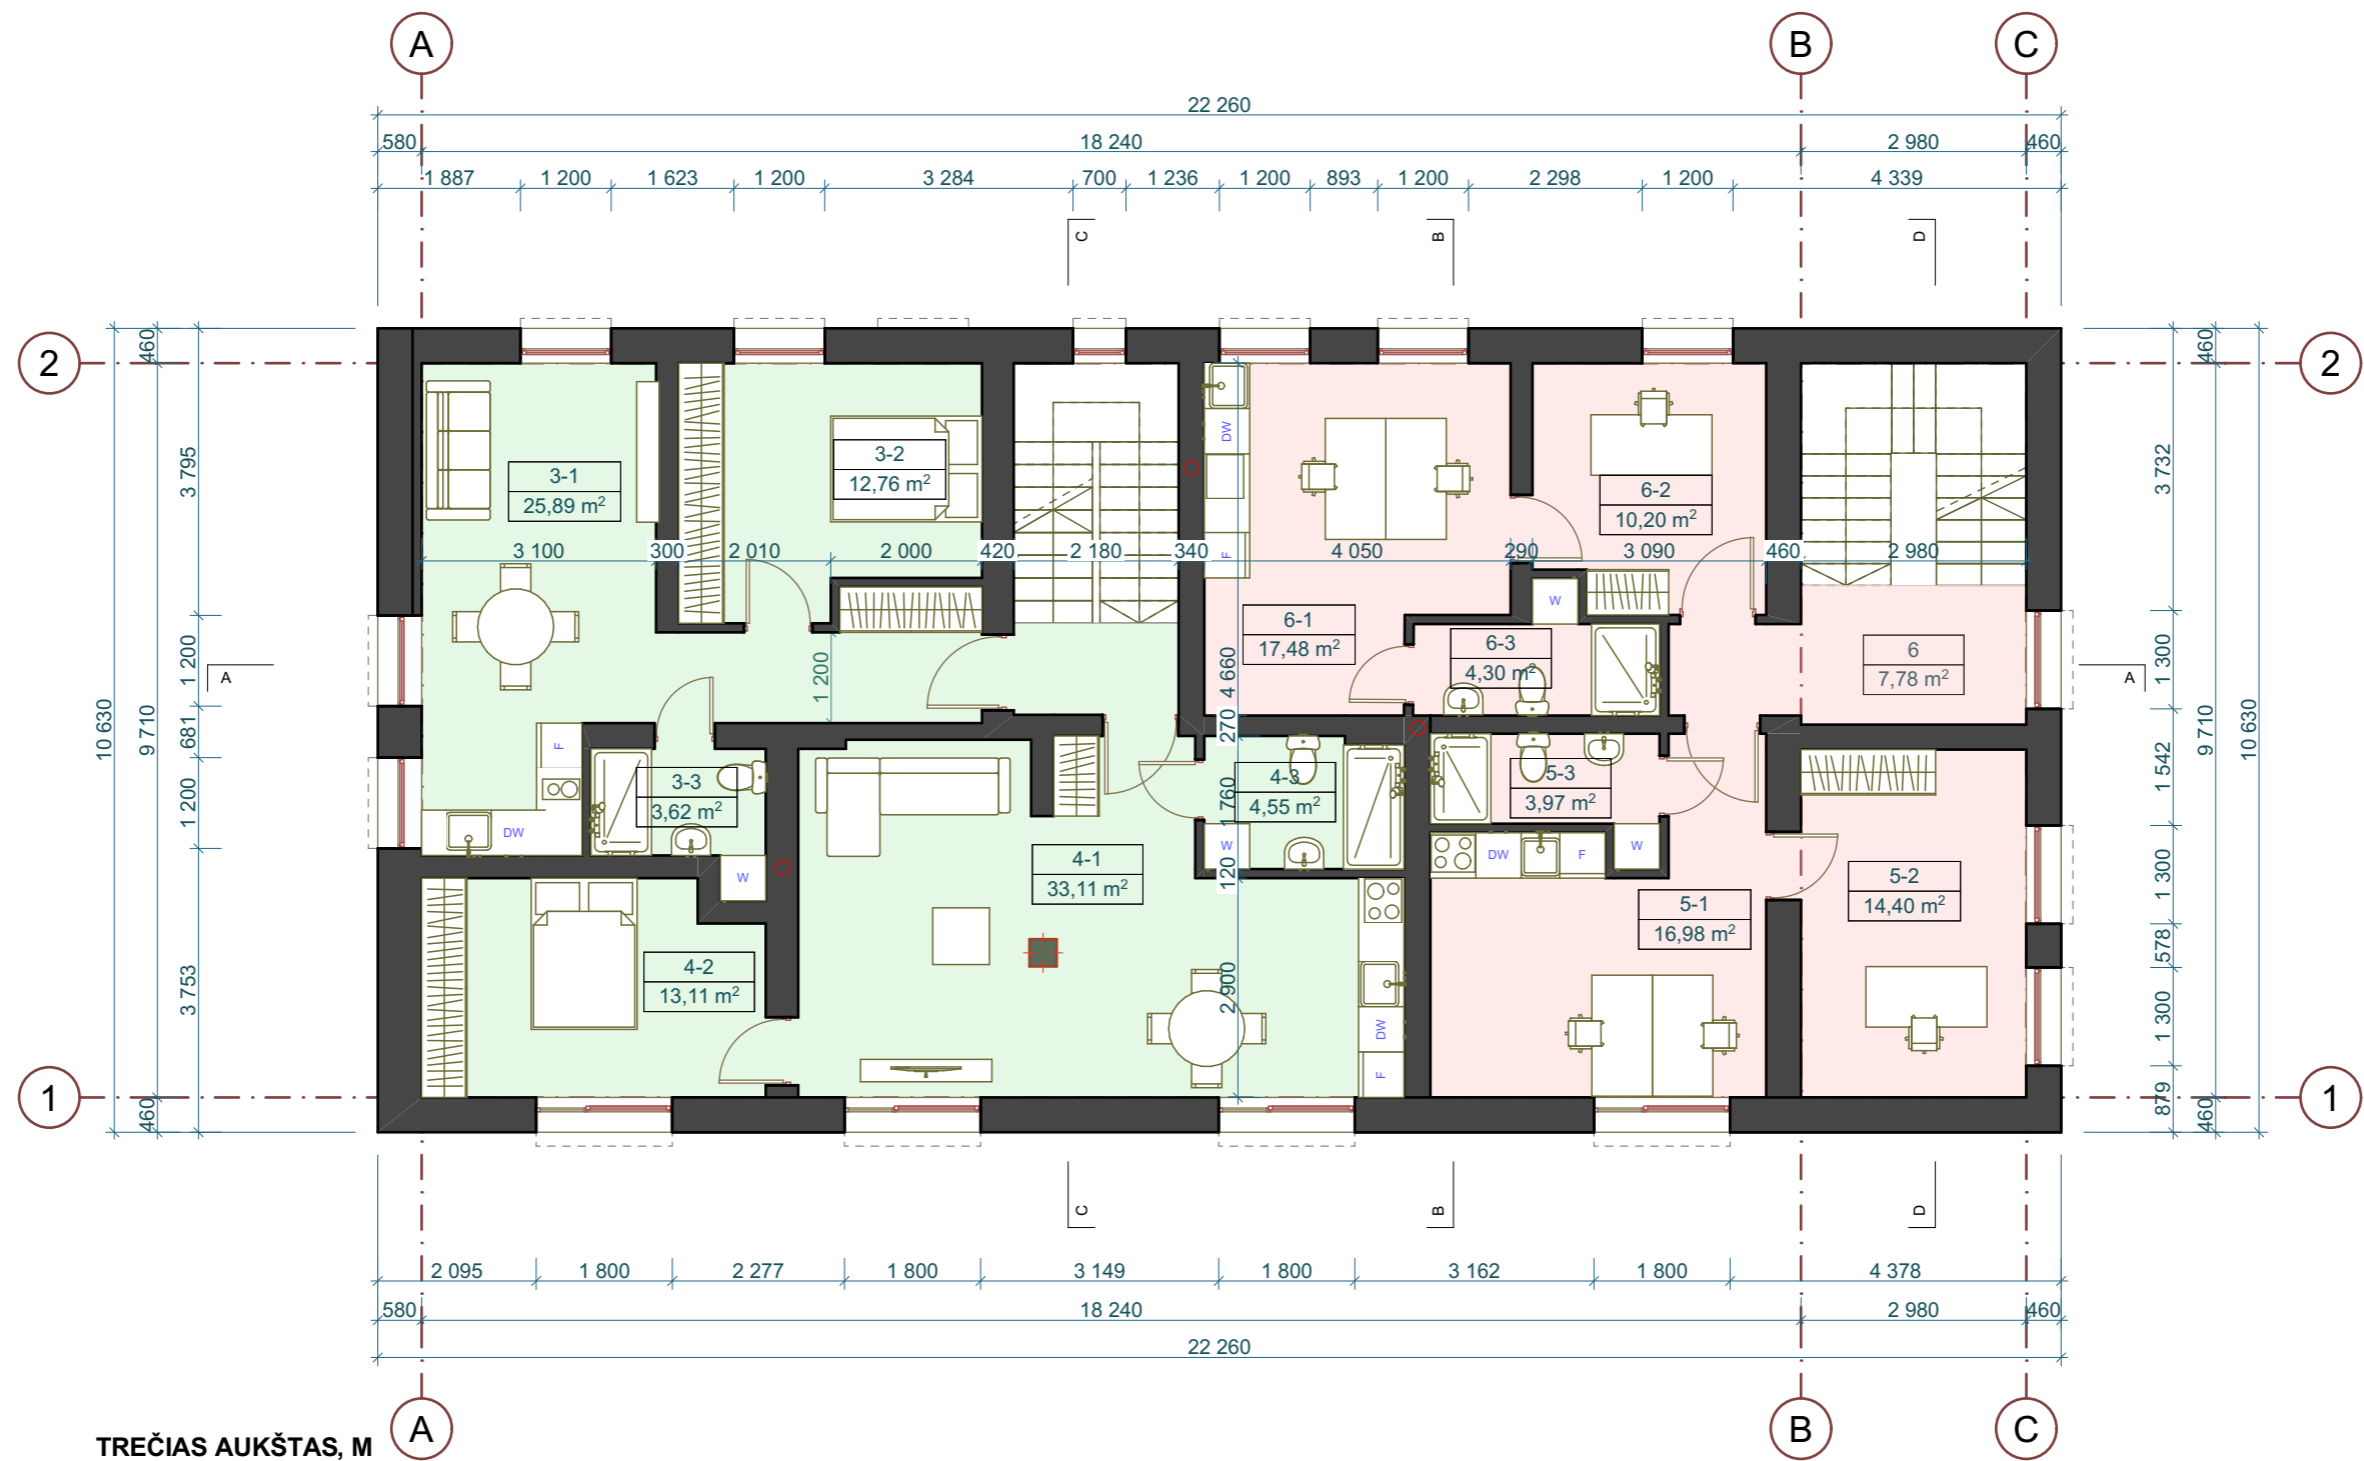 A B C
22 260
580 18 240 2 980 460
1 887 1 200 1 623 1 200 3 284 700 1 236 1 200 893 1 200 2 298 1 200 4 339
C B D
2 2
460 460
3 795 3 732
3-1
25,89 m²
3-2
12,76 m²
DW
6-2
10,20 m²
3 100 300 2 010 2 000 420 2 180 340 F 4 050 290 3 090 460 2 980
W
6-1
17,48 m²
6-3
4,30 m²
6
7,78 m²
A A
1 200 1 200 4 660 1 300
10 630 9 710 681 270 1 542 9 710 10 630
F
3-3
3,62 m²
4-3
4,55 m²
5-3
3,97 m²
1 200 1 760 1 300
DW
W W DW F W
120
4-1
33,11 m²
5-1
16,98 m²
5-2
14,40 m²
4-2
13,11 m²
3 753 2 900 578
DW 1 300
F
1 1
460 879 460
C B D
2 095 1 800 2 277 1 800 3 149 1 800 3 162 1 800 4 378
580 18 240 2 980 460
22 260
A B C
TREČIAS AUKŠTAS, M